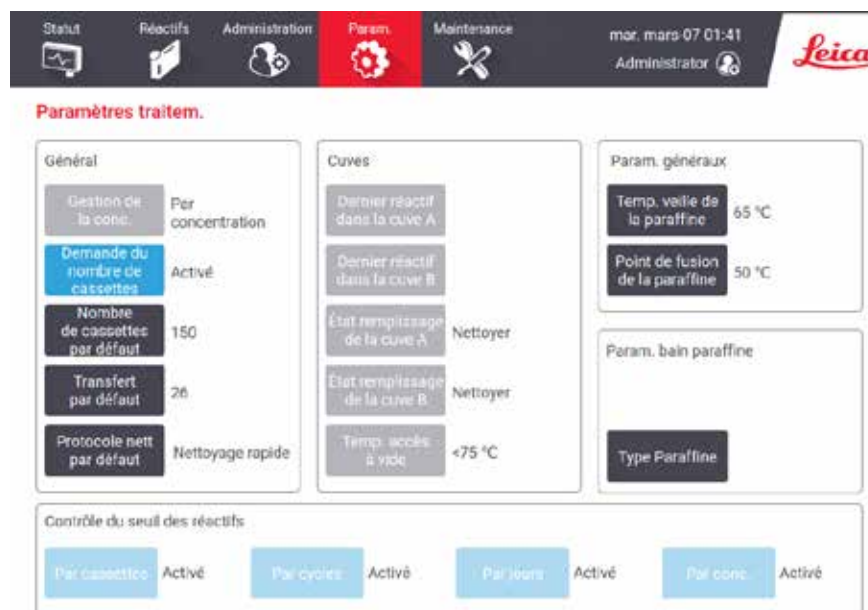 Statut
Réactifs
Administration
Param.
Maintenance
mar. mars 07 01:41
Administrator
Leica
Paramètres traitem.
Général
Gestion de
la conc.
Per
concentration
Demande du
nombre de
cassettes
Activé
Nombre
de cassettes
par défaut
150
Transfert
par défaut
26
Protocole nett
par défaut
Nettoyage rapide
Cuves
Dernier réactif
dans la cuve A
Dernier réactif
dans la cuve B
État remplissage
de la cuve A
Nettoyer
État remplissage
de la cuve B
Nettoyer
Temp. accès
à vide
<75 °C
Param. généraux
Temp. veille de
la paraffine
65 °C
Point de fusion
de la paraffine
50 °C
Param. bain paraffine
Type Paraffine
Contrôle du seuil des réactifs
Par cassettes
Activé
Par cycles
Activé
Par jours
Activé
Par conc.
Activé